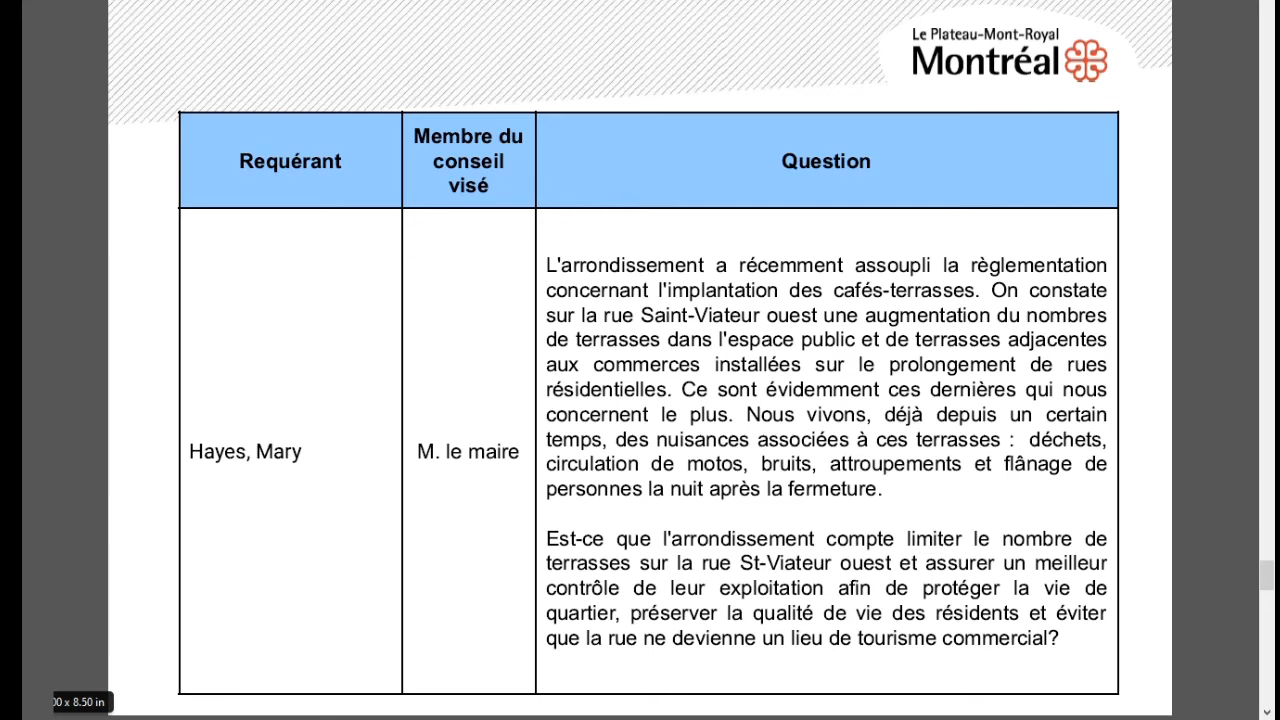 Le Plateau-Mont-Royal
Montréal
Requérant
Membre du
conseil
visé
Question
Hayes, Mary
M. le maire
L'arrondissement a récemment assoupli la règlementation
concernant l'implantation des cafés-terrasses. On constate
sur la rue Saint-Viateur ouest une augmentation du nombres
de terrasses dans l'espace public et de terrasses adjacentes
aux commerces installées sur le prolongement de rues
résidentielles. Ce sont évidemment ces dernières qui nous
concernent le plus. Nous vivons, déjà depuis un certain
temps, des nuisances associées à ces terrasses : déchets,
circulation de motos, bruits, attroupements et flânage de
personnes la nuit après la fermeture.
Est-ce que l'arrondissement compte limiter le nombre de
terrasses sur la rue St-Viateur ouest et assurer un meilleur
contrôle de leur exploitation afin de protéger la vie de
quartier, préserver la qualité de vie des résidents et éviter
que la rue ne devienne un lieu de tourisme commercial?
x 8.50 in